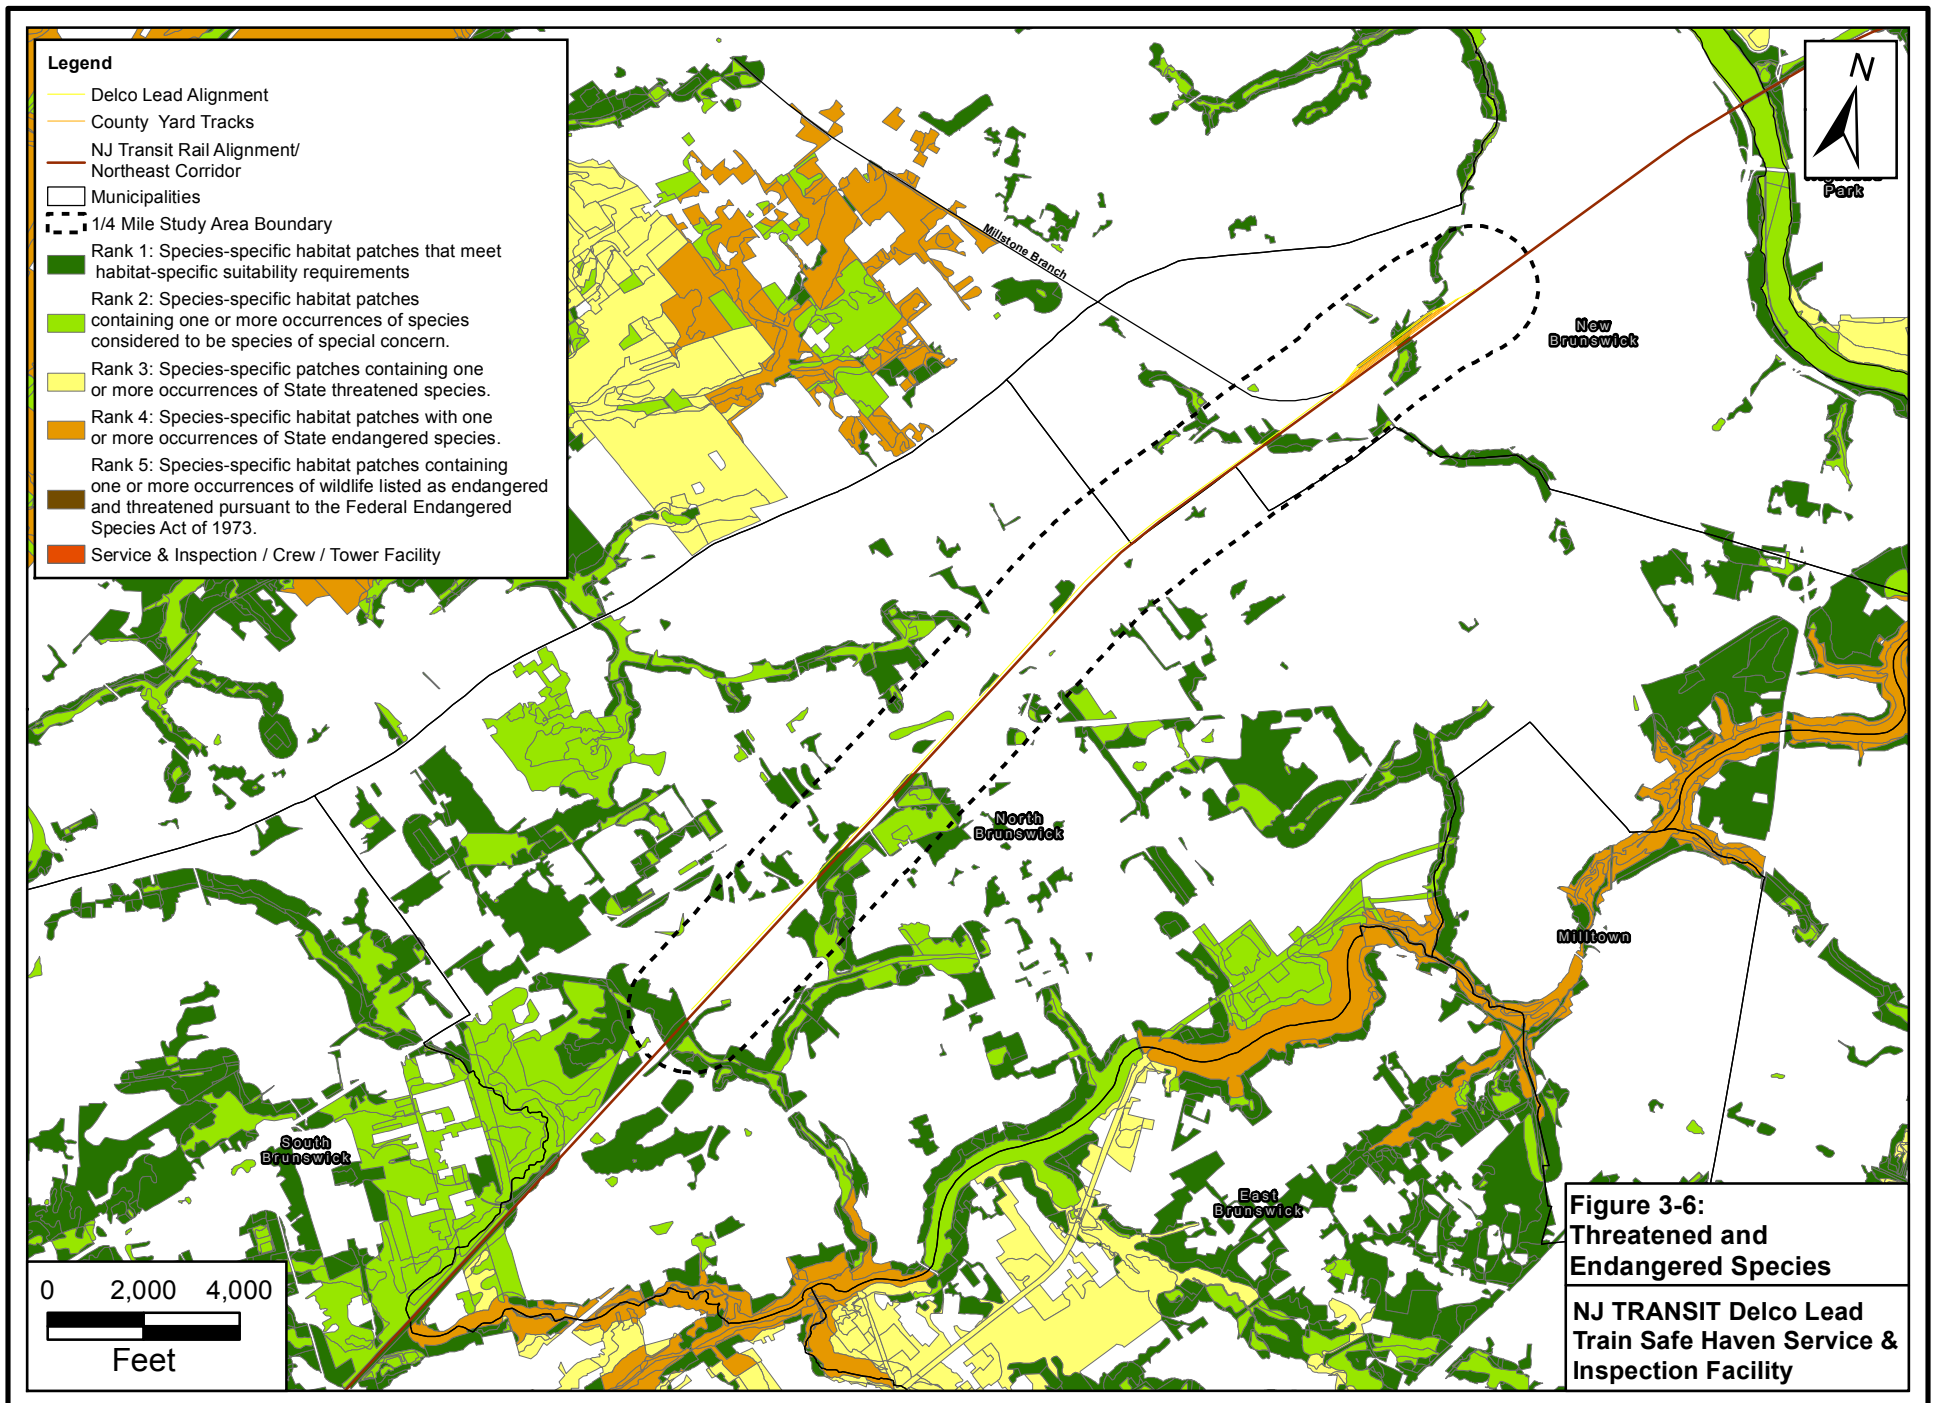 Legend
Delco Lead Alignment
County Yard Tracks
NJ Transit Rail Alignment/
Northeast Corridor
Municipalities
1/4 Mile Study Area Boundary
Rank 1: Species-specific habitat patches that meet
habitat-specific suitability requirements
Rank 2: Species-specific habitat patches
containing one or more occurrences of species
considered to be species of special concern.
Rank 3: Species-specific patches containing one
or more occurrences of State threatened species.
Rank 4: Species-specific habitat patches with one
or more occurrences of State endangered species.
Rank 5: Species-specific habitat patches containing
one or more occurrences of wildlife listed as endangered
and threatened pursuant to the Federal Endangered
Species Act of 1973.
Service & Inspection / Crew / Tower Facility
N
Park
Millstone Branch
New
Brunswick
North
Brunswick
Milltown
South
Brunswick
East
Brunswick
0 2,000 4,000
Feet
Figure 3-6:
Threatened and
Endangered Species
NJ TRANSIT Delco Lead
Train Safe Haven Service &
Inspection Facility